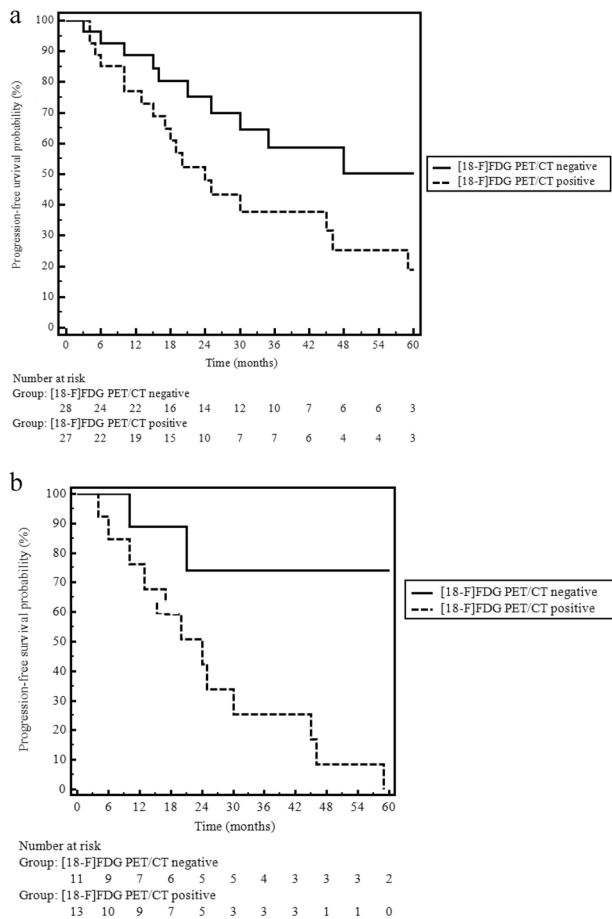 a
Progression-free survival probability (%)
100
90
80
70
60
50
40
30
20
10
0
0 6 12 18 24 30 36 42 48 54 60
Time (months)
[18-F]FDG PET/CT negative
[18-F]FDG PET/CT positive
Number at risk
Group: [18-F]FDG PET/CT negative
28 24 22 16 14 12 10 7 6 6 3
Group: [18-F]FDG PET/CT positive
27 22 19 15 10 7 7 6 4 4 3
b
Progression-free survival probability (%)
100
90
80
70
60
50
40
30
20
10
0
0 6 12 18 24 30 36 42 48 54 60
Time (months)
[18-F]FDG PET/CT negative
[18-F]FDG PET/CT positive
Number at risk
Group: [18-F]FDG PET/CT negative
11 9 7 6 5 5 4 3 3 3 2
Group: [18-F]FDG PET/CT positive
13 10 9 7 5 3 3 3 1 1 0